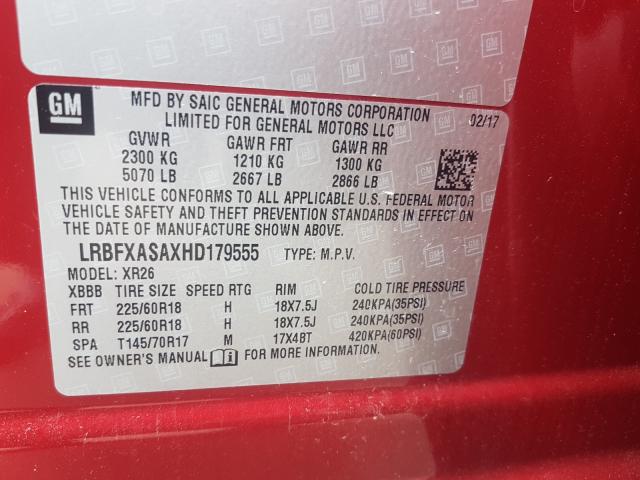 GM
MFD BY SAIC GENERAL MOTORS CORPORATION
LIMITED FOR GENERAL MOTORS LLC 02/17
GVWR GAWR FRT GAWR RR
2300 KG 1210 KG 1300 KG
5070 LB 2667 LB 2866 LB
THIS VEHICLE CONFORMS TO ALL APPLICABLE U.S. FEDERAL MOTOR
VEHICLE SAFETY AND THEFT PREVENTION STANDARDS IN EFFECT ON
THE DATE OF MANUFACTURE SHOWN ABOVE.
LRBFXASAXHD179555 TYPE: M.P.V.
MODEL: XR26
XBBB TIRE SIZE SPEED RTG RIM COLD TIRE PRESSURE
FRT 225/60R18 H 18X7.5J 240KPA(35PSI)
RR 225/60R18 H 18X7.5J 240KPA(35PSI)
SPA T145/70R17 M 17X4BT 420KPA(60PSI)
SEE OWNER'S MANUAL i FOR MORE INFORMATION.